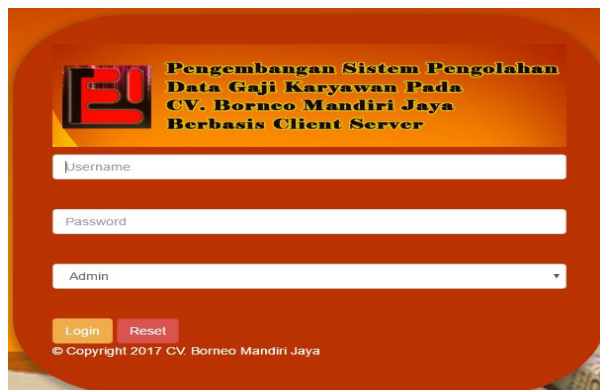 Pengembangan Sistem Pengolahan
Data Gaji Karyawan Pada
CV. Borneo Mandiri Jaya
Berbasis Client Server
Username
Password
Admin
Login Reset
© Copyright 2017 CV. Borneo Mandiri Jaya